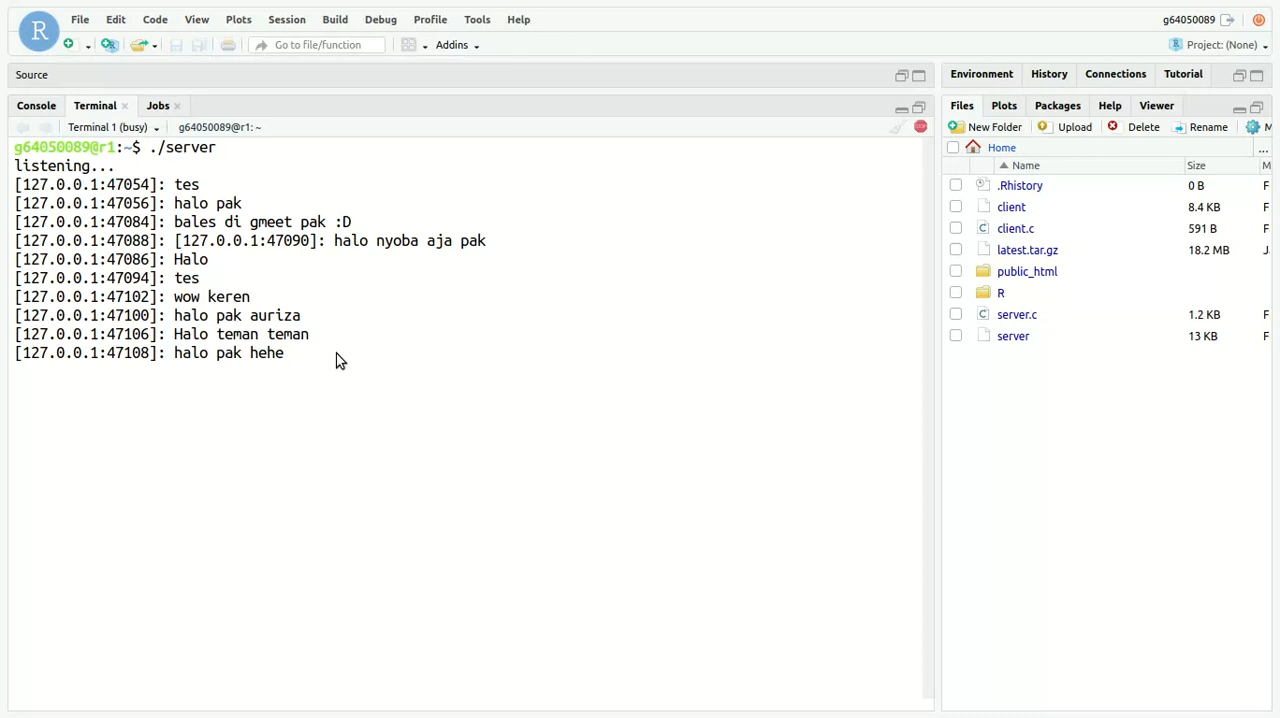 R
File Edit Code View Plots Session Build Debug Profile Tools Help
g64050089
Go to file/function
Addins
Project: (None)
Source
Environment History Connections Tutorial
Console Terminal Jobs
Files Plots Packages Help Viewer
Terminal 1 (busy) g64050089@r1: ~
New Folder Upload Delete Rename M
Home ...
Name Size M
g64050089@r1:~$ ./server
listening...
[127.0.0.1:47054]: tes
[127.0.0.1:47056]: halo pak
[127.0.0.1:47084]: bales di gmeet pak :D
[127.0.0.1:47088]: [127.0.0.1:47090]: halo nyoba aja pak
[127.0.0.1:47086]: Halo
[127.0.0.1:47094]: tes
[127.0.0.1:47102]: wow keren
[127.0.0.1:47100]: halo pak auriza
[127.0.0.1:47106]: Halo teman teman
[127.0.0.1:47108]: halo pak hehe
.Rhistory 0 B F
client 8.4 KB F
client.c 591 B F
latest.tar.gz 18.2 MB J
public_html F
R F
server.c 1.2 KB F
server 13 KB F